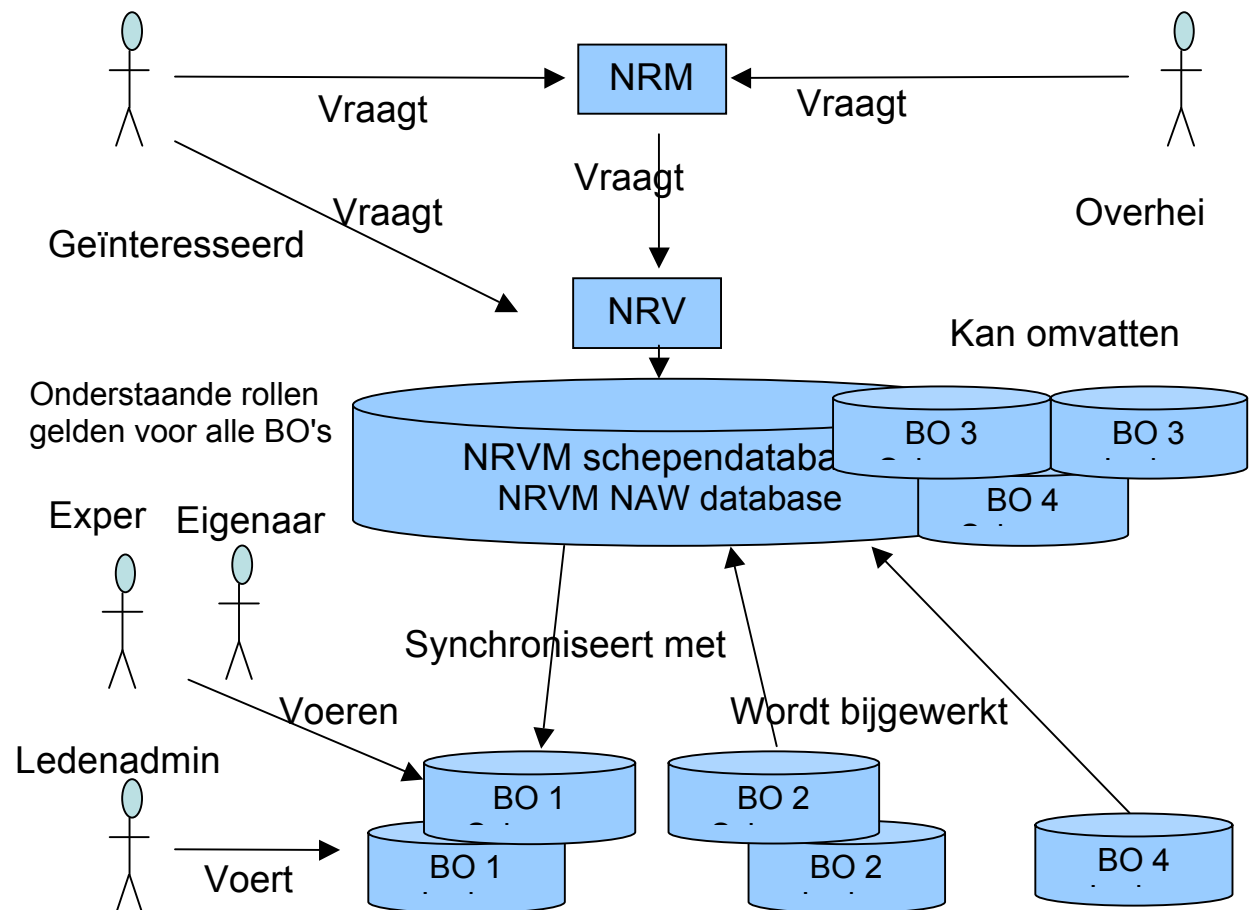 NRM
Vraagt
Vraagt
Vraagt
Vraagt
Geïnteresseerd
Overhei
NRV
Kan omvatten
Onderstaande rollen
gelden voor alle BO's
BO 3
BO 3
NRVM schependataba
NRVM NAW database
BO 4
Exper
Eigenaar
Synchroniseert met
Voeren
Wordt bijgewerkt
Ledenadmin
BO 1
BO 2
BO 1
BO 2
BO 4
Voert